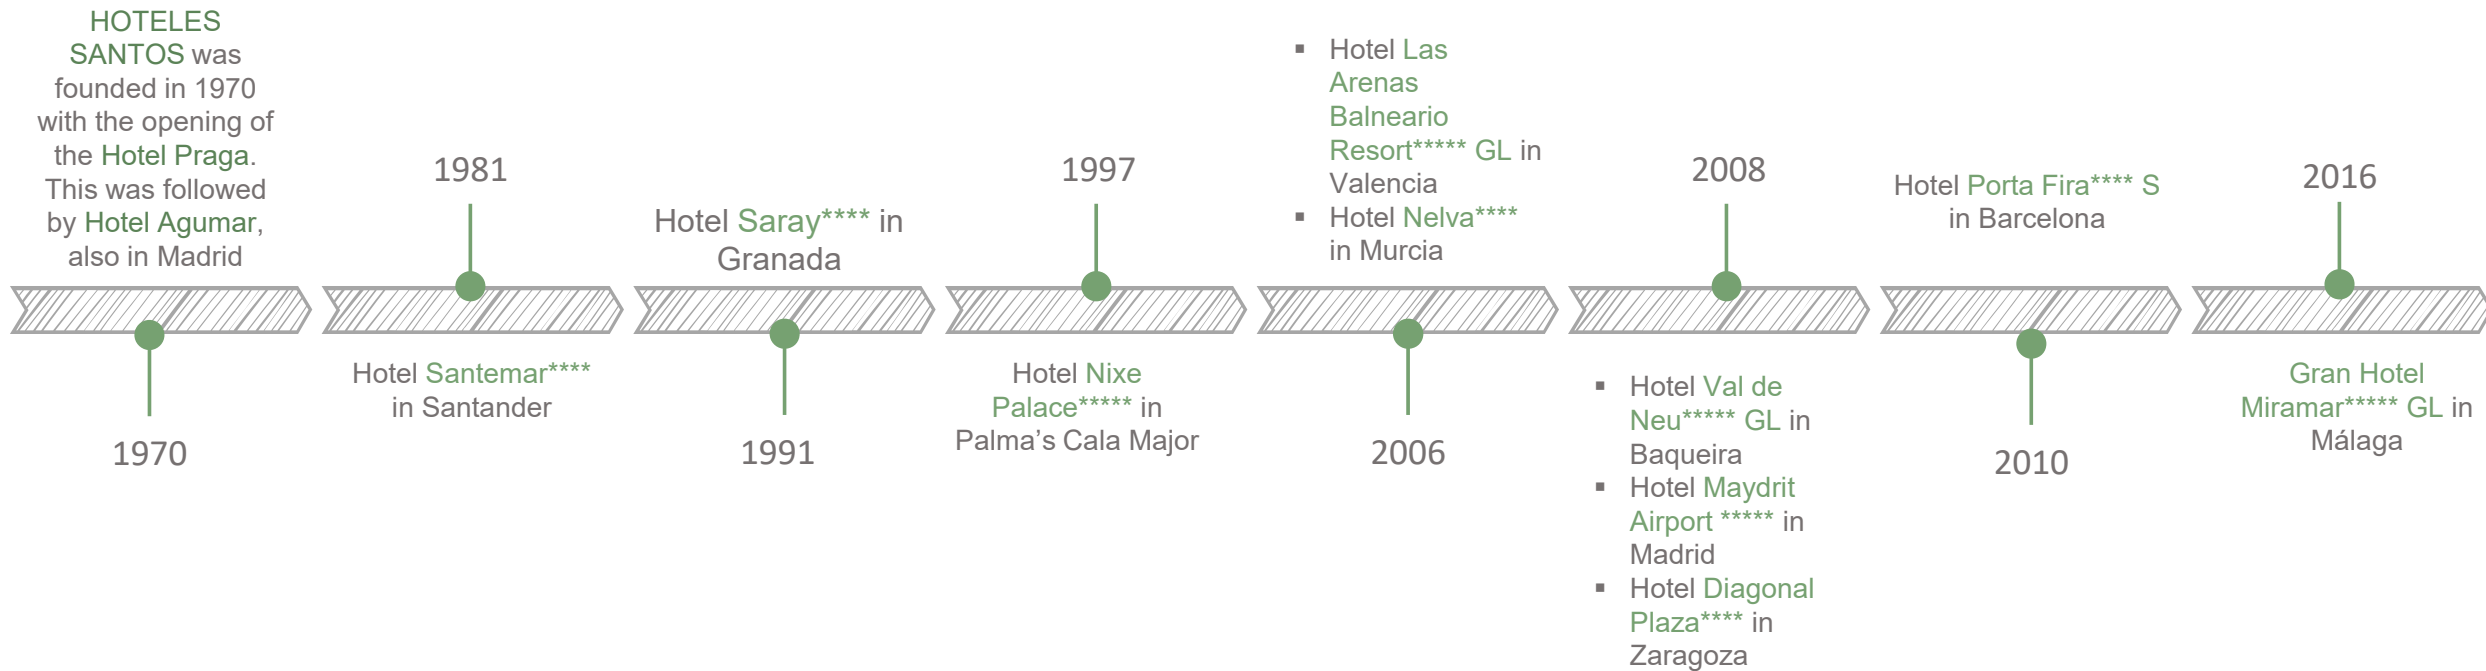 HOTELES
SANTOS was
founded in 1970
with the opening of
the Hotel Praga.
This was followed
by Hotel Agumar,
also in Madrid
1970
1981
Hotel Santemar****
in Santander
Hotel Saray**** in
Granada
1991
1997
Hotel Nixe
Palace***** in
Palma’s Cala Major
▪ Hotel Las
Arenas
Balneario
Resort***** GL in
Valencia
▪ Hotel Nelva****
in Murcia
2006
2008
▪ Hotel Val de
Neu***** GL in
Baqueira
▪ Hotel Maydrit
Airport ***** in
Madrid
▪ Hotel Diagonal
Plaza**** in
Zaragoza
Hotel Porta Fira**** S
in Barcelona
2010
2016
Gran Hotel
Miramar***** GL in
Málaga